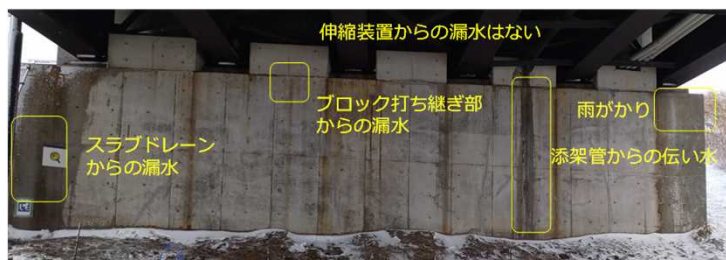 伸縮装置からの漏水はない
ブロック打ち継ぎ部
からの漏水
雨がかり
スラブドレーン
からの漏水
添架管からの伝い水